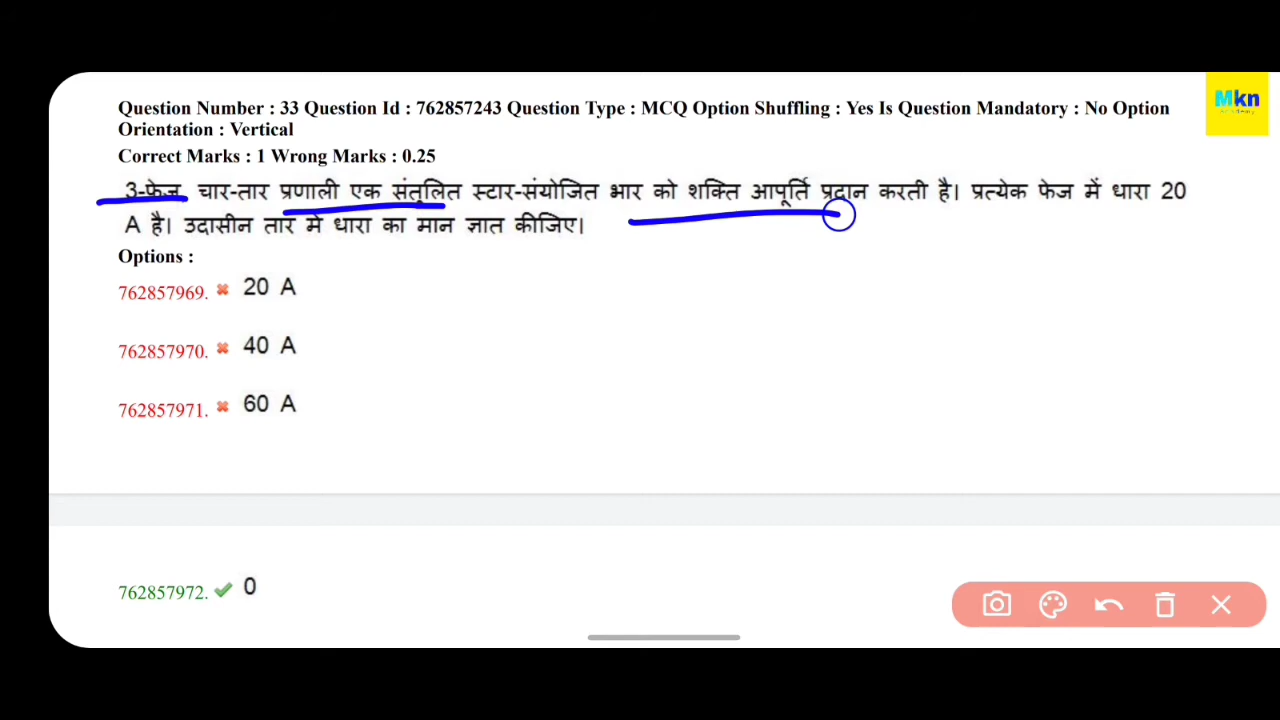 Mkn
Question Number : 33 Question Id : 762857243 Question Type : MCQ Option Shuffling : Yes Is Question Mandatory : No Option
Orientation : Vertical
Correct Marks : 1 Wrong Marks : 0.25
3-फेज चार-तार प्रणाली एक संतुलित स्टार-संयोजित भार को शक्ति आपूर्ति प्रदान करती है। प्रत्येक फेज में धारा 20
A है। उदासीन तार में धारा का मान ज्ञात कीजिए।
Options :
762857969. 20 A
762857970. 40 A
762857971. 60 A
762857972. 0